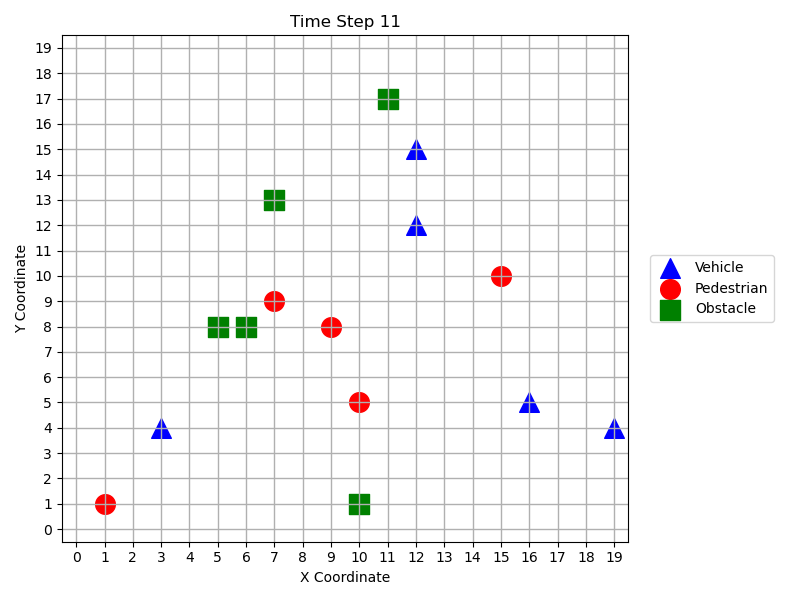 Time Step 11
Y Coordinate
19
18
17
16
15
14
13
12
11
10
9
8
7
6
5
4
3
2
1
0
0 1 2 3 4 5 6 7 8 9 10 11 12 13 14 15 16 17 18 19
X Coordinate
Vehicle
Pedestrian
Obstacle